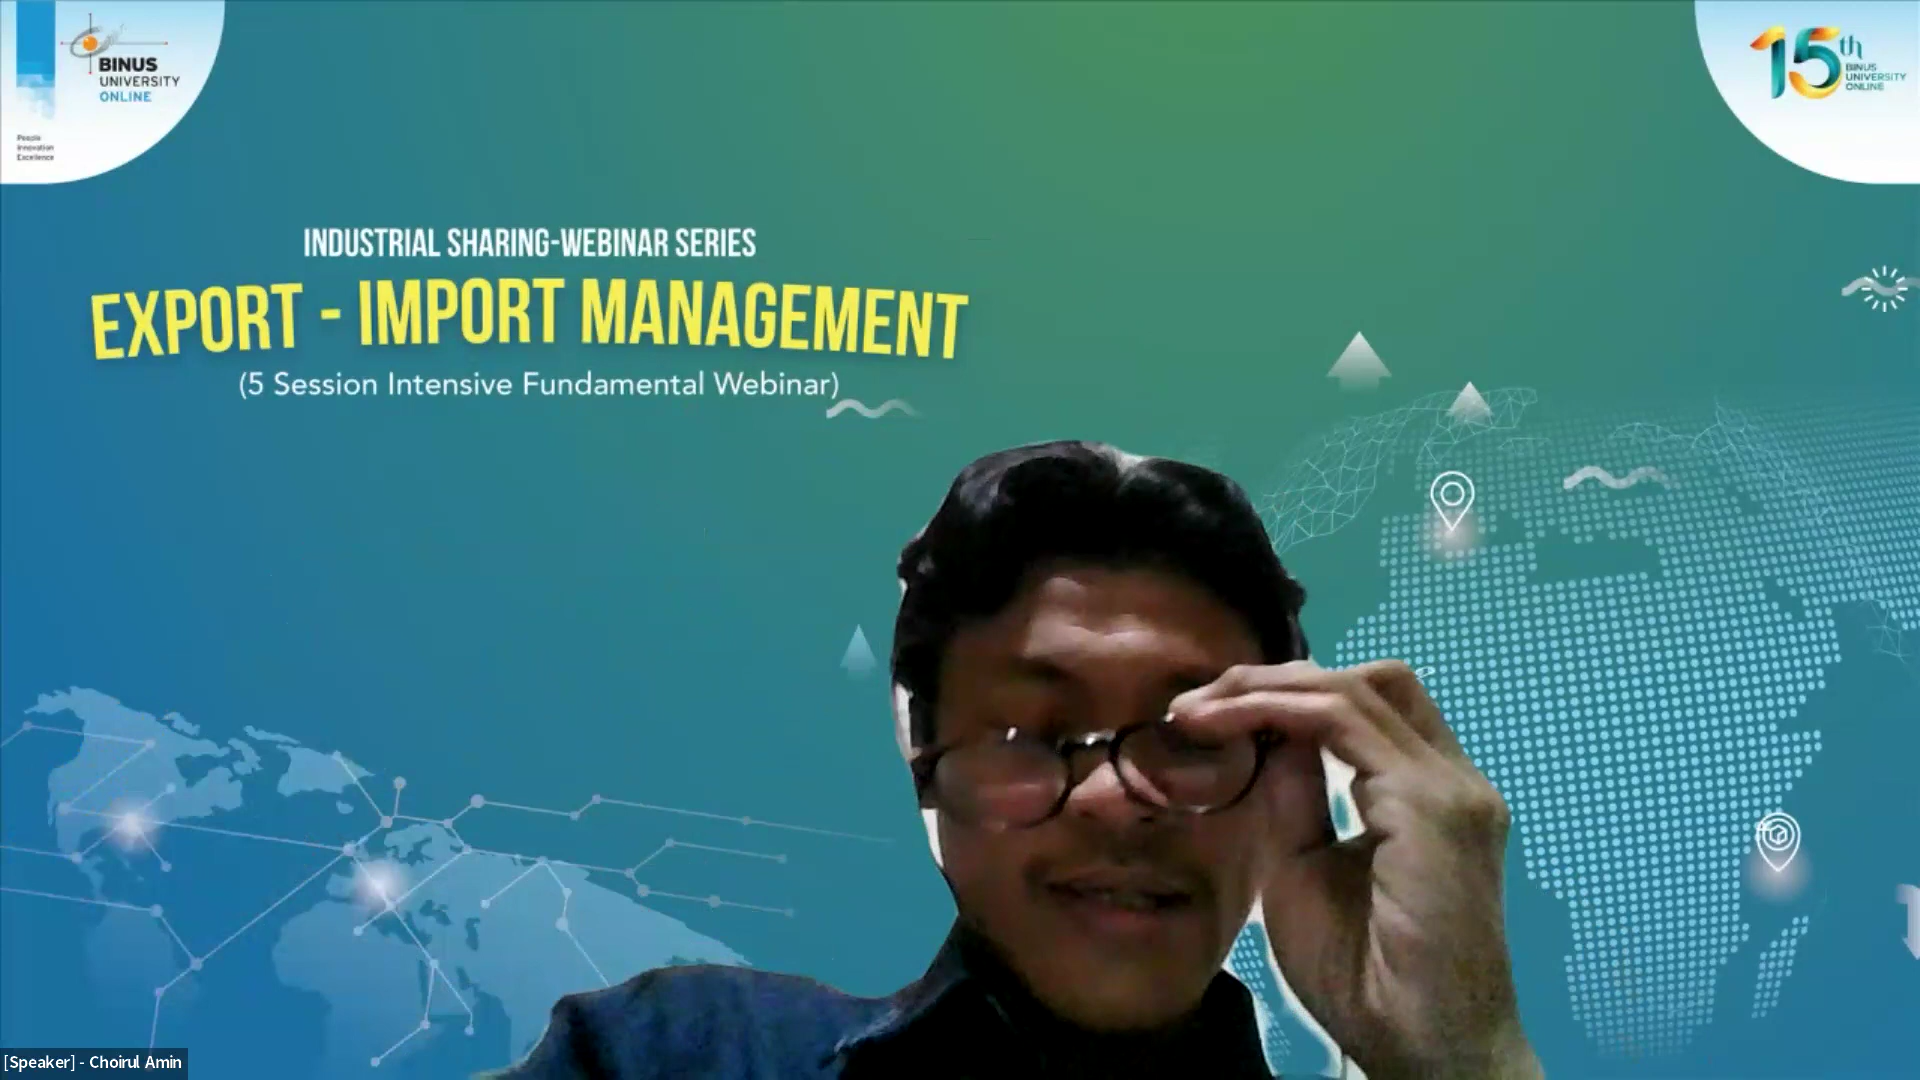 BINUS
UNIVERSITY
ONLINE
People
Innovation
Excellence
15th
BINUS
UNIVERSITY
ONLINE
INDUSTRIAL SHARING-WEBINAR SERIES
EXPORT - IMPORT MANAGEMENT
(5 Session Intensive Fundamental Webinar)
[Speaker] - Choirul Amin